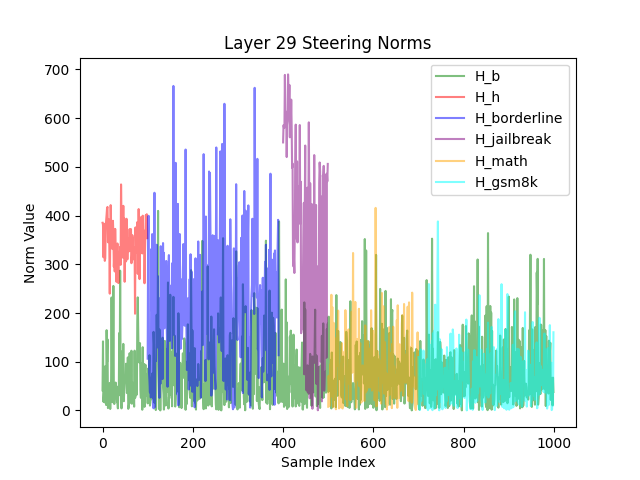 Layer 29 Steering Norms
Norm Value
700
600
500
400
300
200
100
0
H_b
H_h
H_borderline
H_jailbreak
H_math
H_gsm8k
0
200
400
600
800
1000
Sample Index